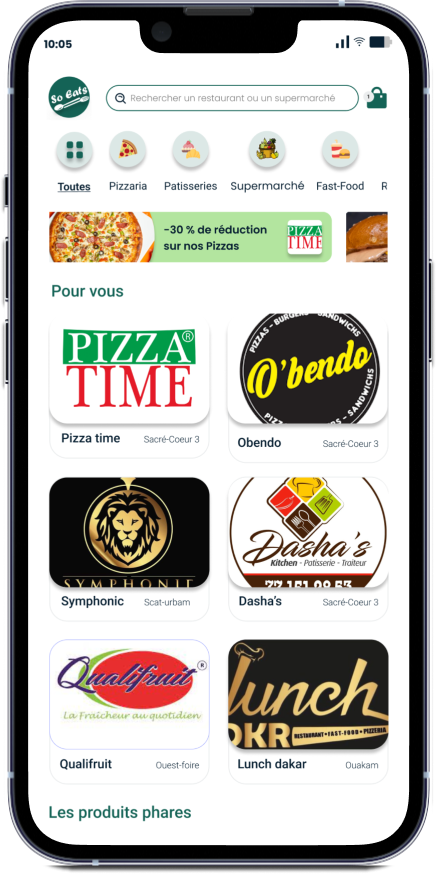 10:05
So Eats
Rechercher un restaurant ou un supermarché
1
Toutes
Pizzaria
Patisseries
Supermarché
Fast-Food
R
-30 % de réduction
sur nos Pizzas
PIZZA
TIME
Pour vous
PIZZA®
TIME
PIZZAS - BURGERS - SANDWICHS
O'bendo
PIZZAS - BURGERS - SANDWICHS
Pizza time
Sacré-Coeur 3
Obendo
Sacré-Coeur 3
SYMPHONIE
Dasha's
Kitchen - Patisserie - Traiteur
77 151 08 53
Symphonic
Scat-urbam
Dasha's
Sacré-Coeur 3
Qualifruit®
La Fraîcheur au quotidien
lunch
DKR
RESTAURANT•FAST-FOOD•PIZZERIA
Qualifruit
Ouest-foire
Lunch dakar
Ouakam
Les produits phares